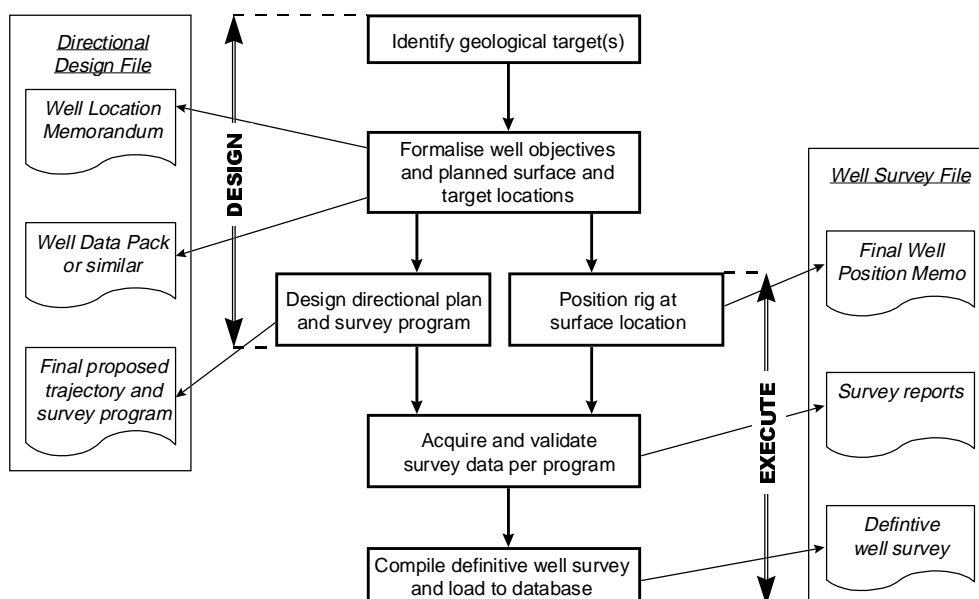 Directional
Design File
Well Location
Memorandum
Well Data Pack
or similar
Final proposed
trajectory and
survey program
DESIGN
Identify geological target(s)
Formalise well objectives
and planned surface and
target locations
Design directional plan
and survey program
Position rig at
surface location
Acquire and validate
survey data per program
Compile definitive well survey
and load to database
EXECUTE
Well Survey File
Final Well
Position Memo
Survey reports
Defintive
well survey